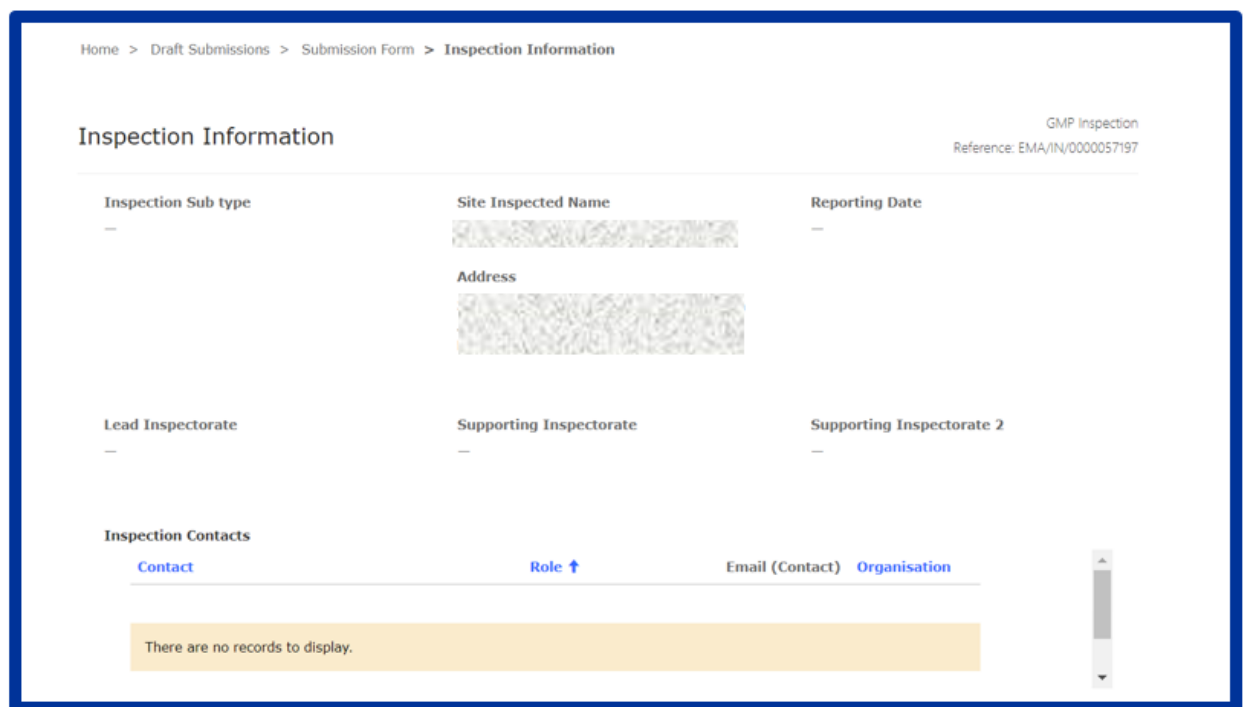 Home > Draft Submissions > Submission Form > Inspection Information
GMP Inspection
Inspection Information
Reference: EMA/IN/0000057197
Inspection Sub type
Site Inspected Name
Reporting Date
—
—
Address
Lead Inspectorate
Supporting Inspectorate
Supporting Inspectorate 2
—
—
—
Inspection Contacts
Contact
Role ↑
Email (Contact)
Organisation
There are no records to display.